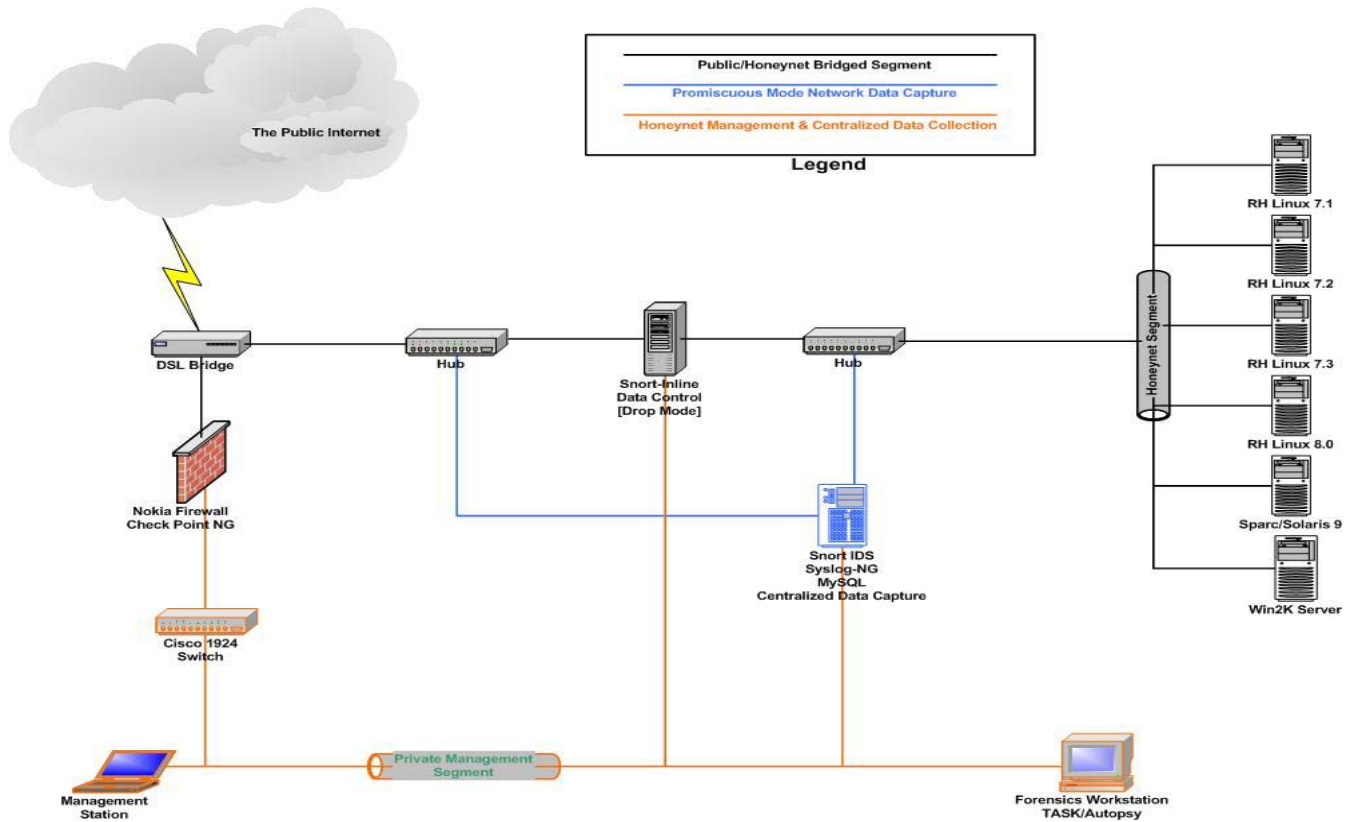 Public/Honeynet Bridged Segment
Promiscuous Mode Network Data Capture
Honeynet Management & Centralized Data Collection
Legend
The Public Internet
RH Linux 7.1
RH Linux 7.2
RH Linux 7.3
RH Linux 8.0
Sparc/Solaris 9
Win2K Server
Honeynet Segment
DSL Bridge
Hub
Snort-Inline
Data Control
[Drop Mode]
Hub
Nokia Firewall
Check Point NG
Snort IDS
Syslog-NG
MySQL
Centralized Data Capture
Cisco 1924
Switch
Private Management
Segment
Management
Station
Forensics Workstation
TASK/Autopsy